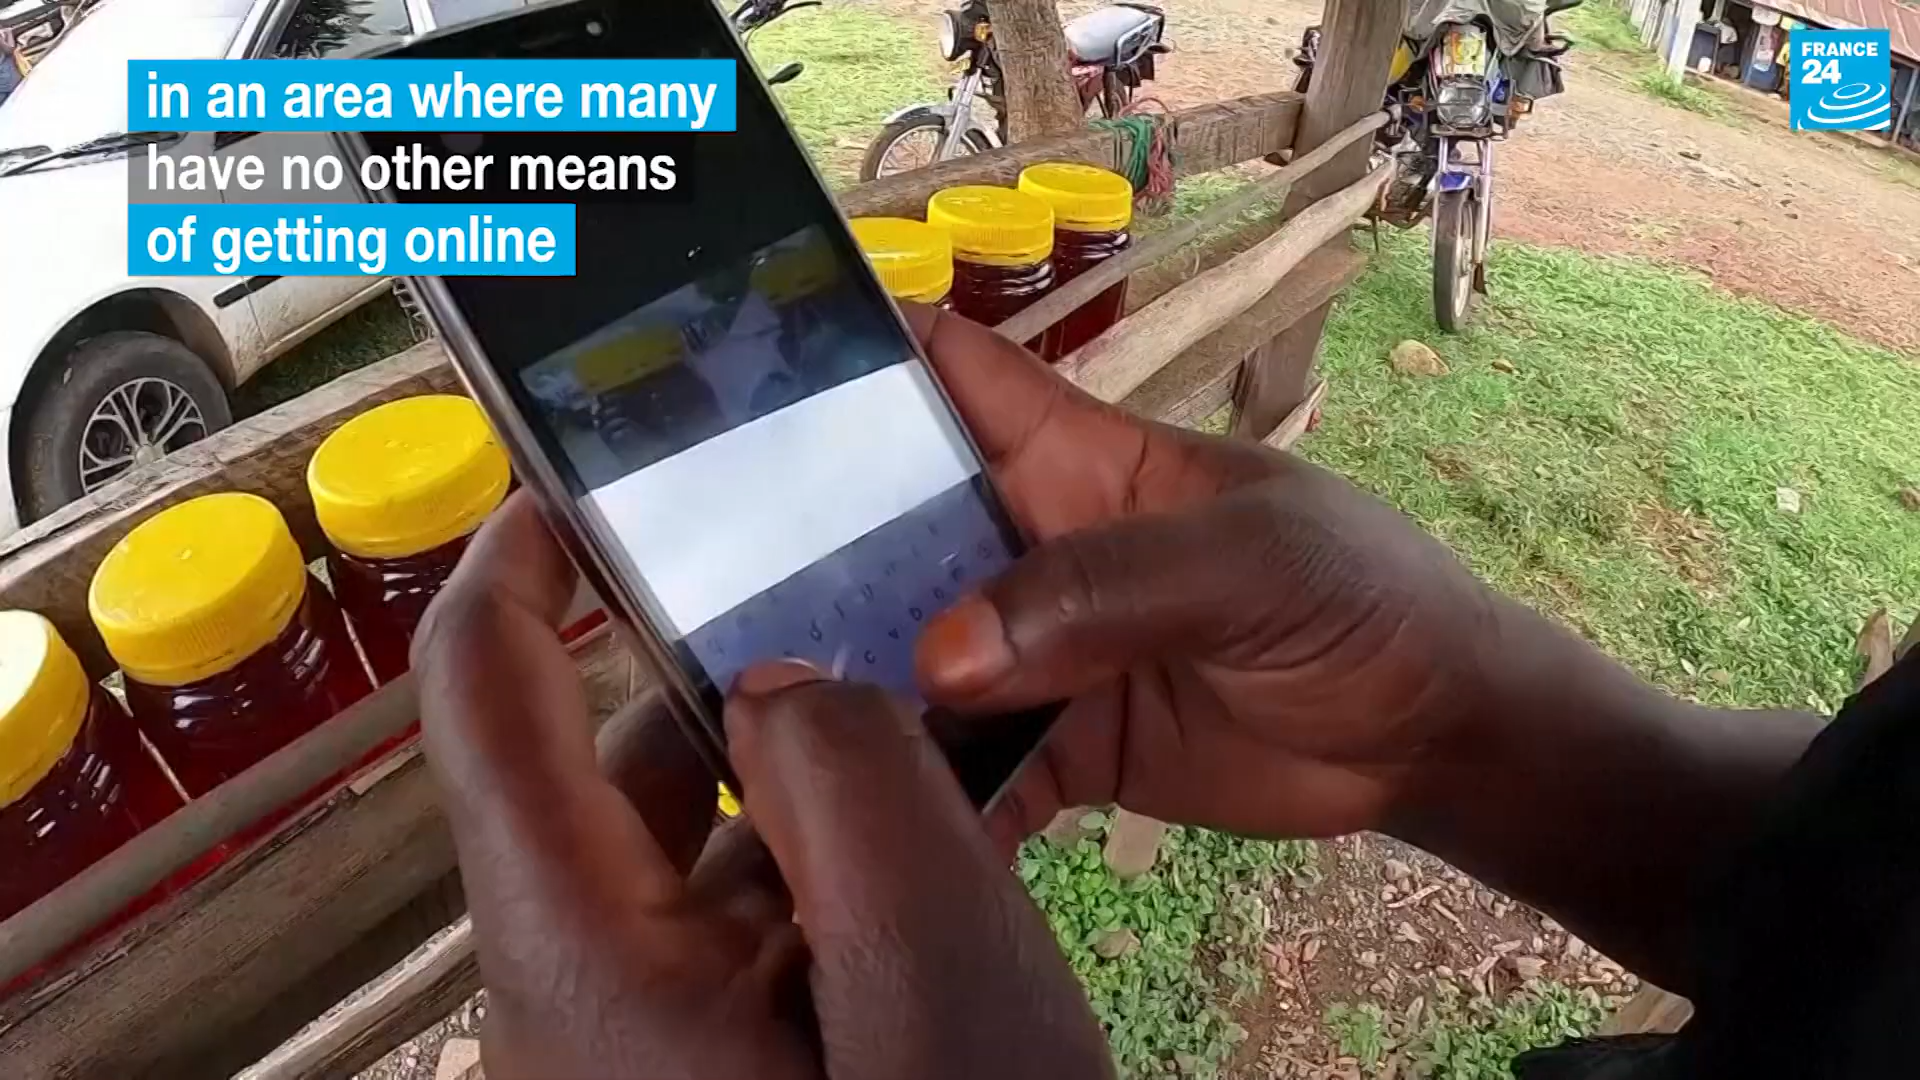 in an area where many
have no other means
of getting online
FRANCE
24